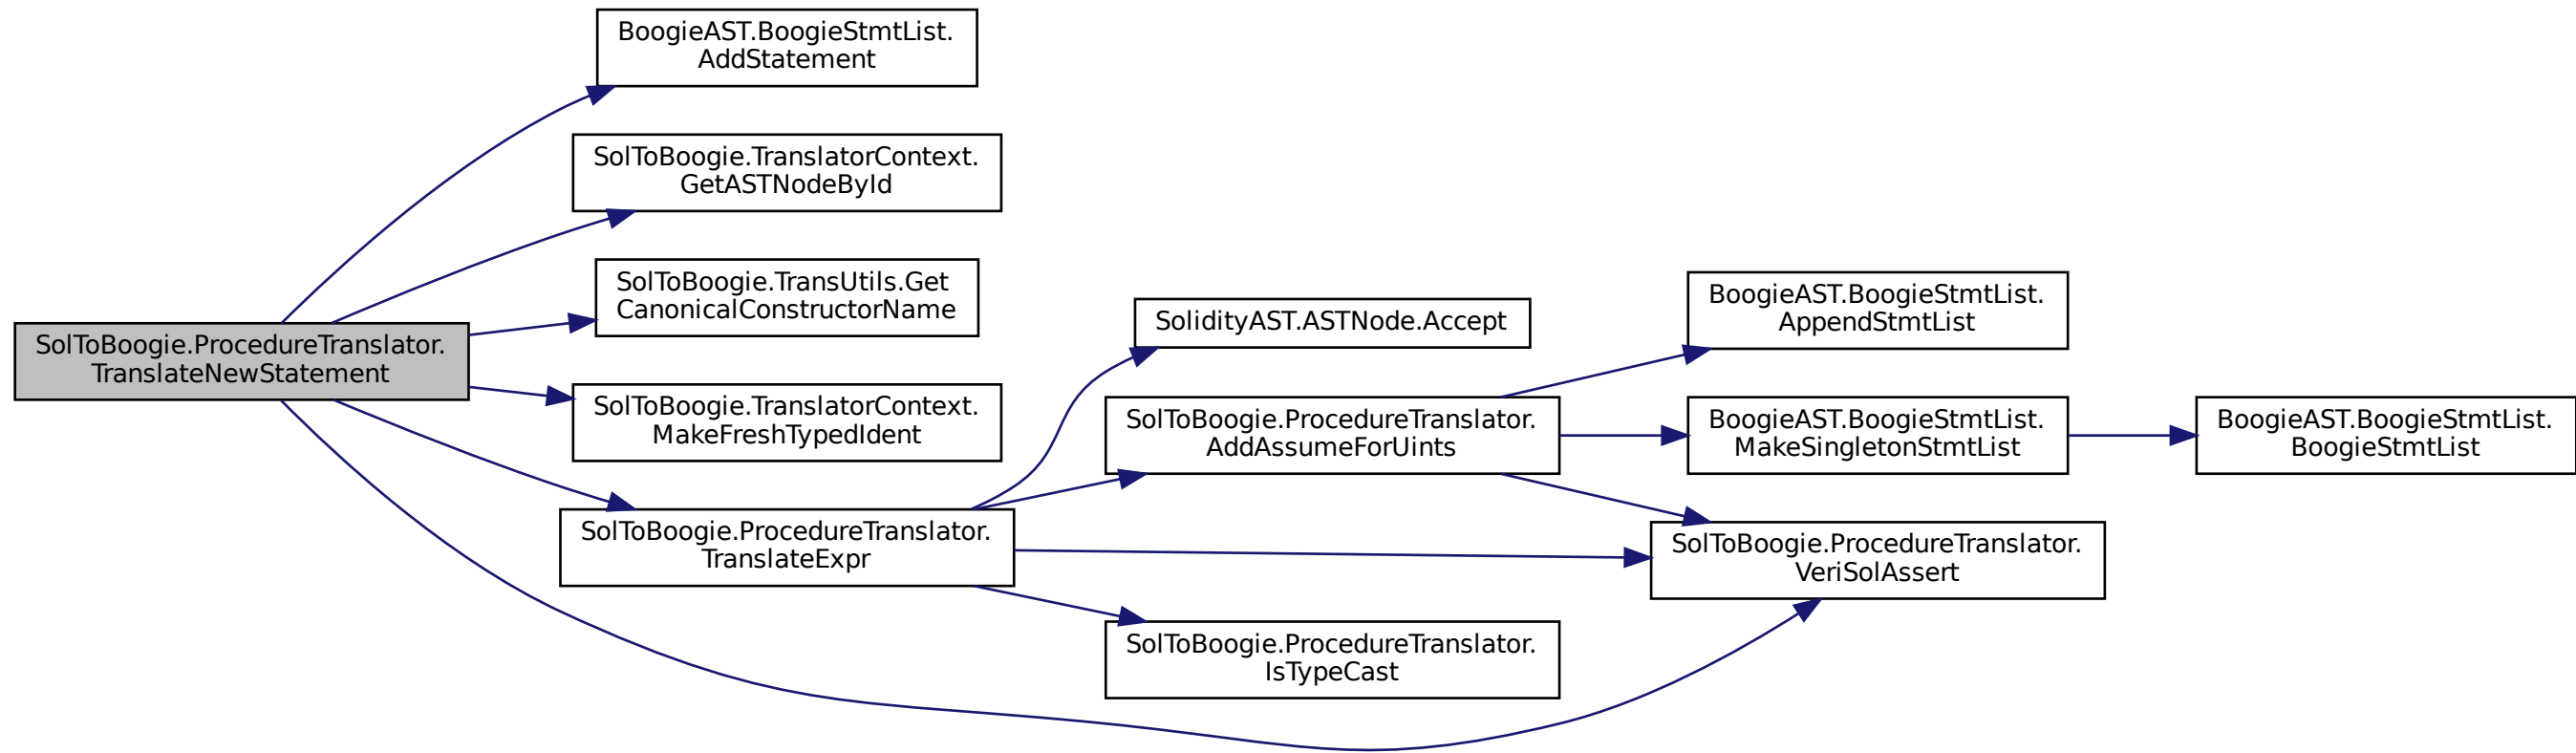 BoogieAST.BoogieStmtList.
AddStatement
SolToBoogie.TranslatorContext.
GetASTNodeById
SolToBoogie.TransUtils.Get
CanonicalConstructorName
SolToBoogie.ProcedureTranslator.
TranslateNewStatement
SolToBoogie.TranslatorContext.
MakeFreshTypedIdent
SolToBoogie.ProcedureTranslator.
TranslateExpr
SolidityAST.ASTNode.Accept
SolToBoogie.ProcedureTranslator.
AddAssumeForUints
SolToBoogie.ProcedureTranslator.
IsTypeCast
BoogieAST.BoogieStmtList.
AppendStmtList
BoogieAST.BoogieStmtList.
MakeSingletonStmtList
SolToBoogie.ProcedureTranslator.
VeriSolAssert
BoogieAST.BoogieStmtList.
BoogieStmtList